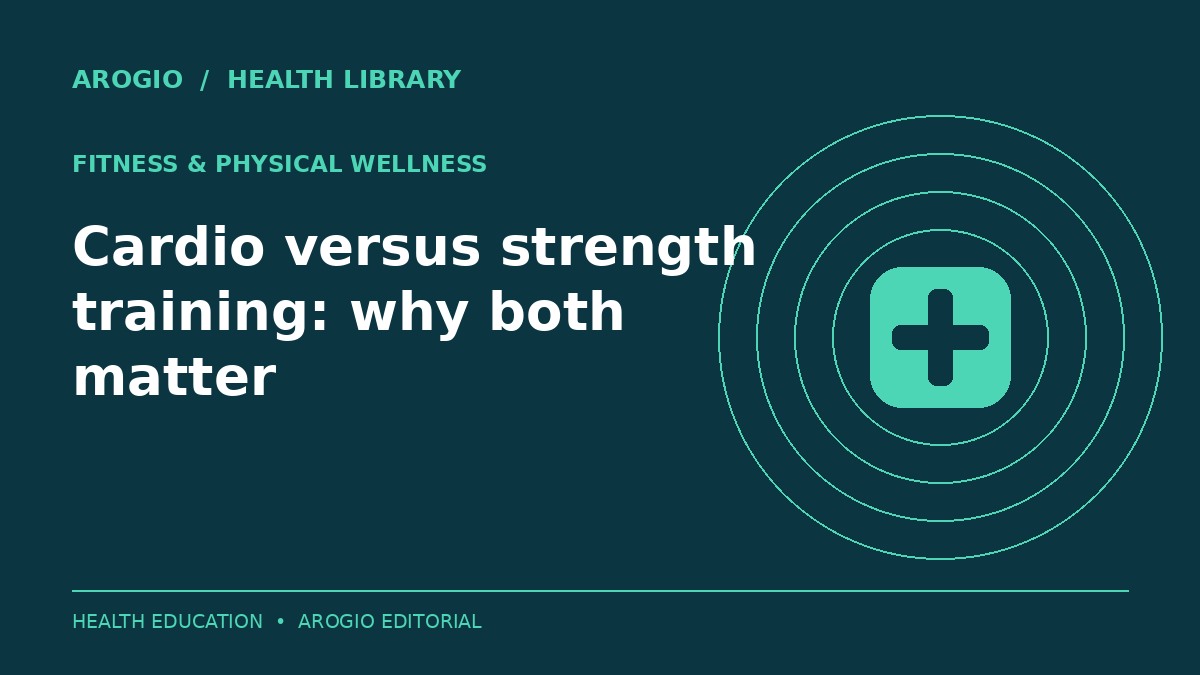 AROGIO / HEALTH LIBRARY
FITNESS & PHYSICAL WELLNESS
Cardio versus strength
training: why both
matter
HEALTH EDUCATION • AROGIO EDITORIAL